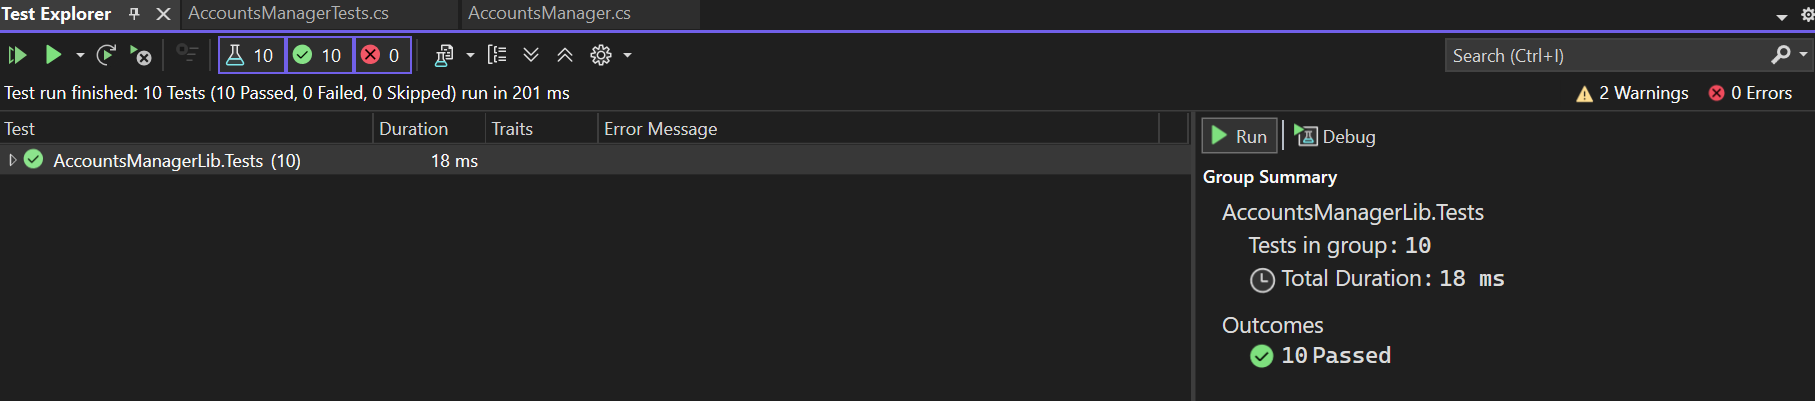 Test Explorer AccountsManagerTests.cs AccountsManager.cs
10 10 0 Search (Ctrl+I)
Test run finished: 10 Tests (10 Passed, 0 Failed, 0 Skipped) run in 201 ms 2 Warnings 0 Errors
Test Duration Traits Error Message
AccountsManagerLib.Tests (10) 18 ms
Run Debug
Group Summary
AccountsManagerLib.Tests
Tests in group: 10
Total Duration: 18 ms
Outcomes
10 Passed